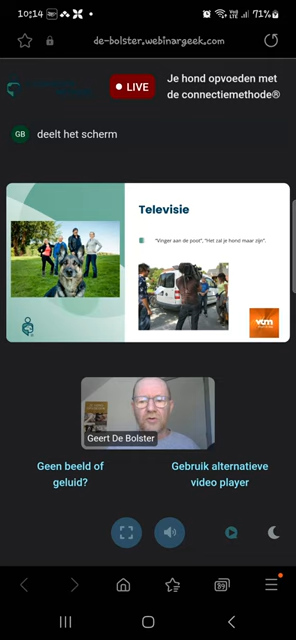 10:14
71%
de-bolster.webinargeek.com
LIVE
Je hond opvoeden met
de connectiemethode®
GB
deelt het scherm
Televisie
"Vinger aan de poot", "Het zal je hond maar zijn".
vtm
Geert De Bolster
Geen beeld of
geluid?
Gebruik alternatieve
video player
89